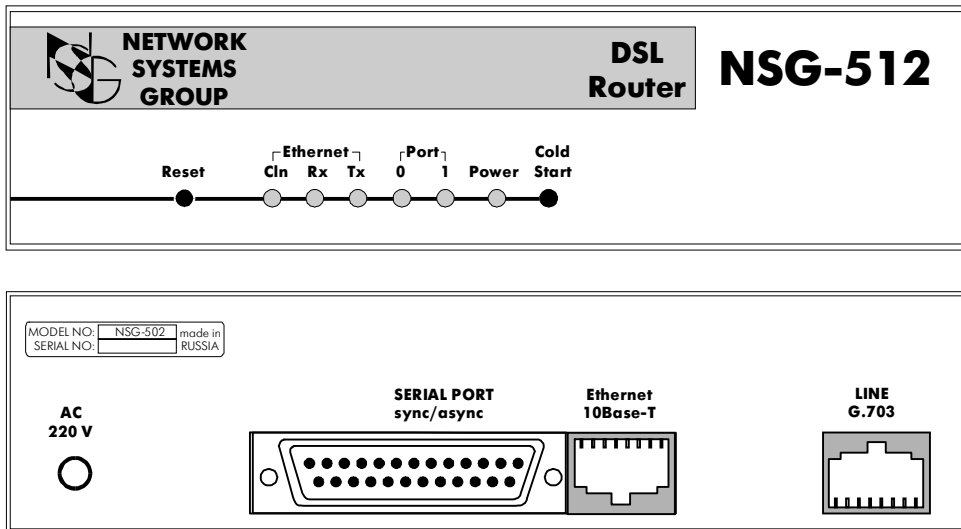 NETWORK
SYSTEMS
GROUP
DSL
Router
NSG-512
Reset
Ethernet
Cln Rx Tx
Port
0 1
Power
Cold
Start
MODEL NO: NSG-502 made in
SERIAL NO: RUSSIA
AC
220 V
SERIAL PORT
sync/async
Ethernet
10Base-T
LINE
G.703